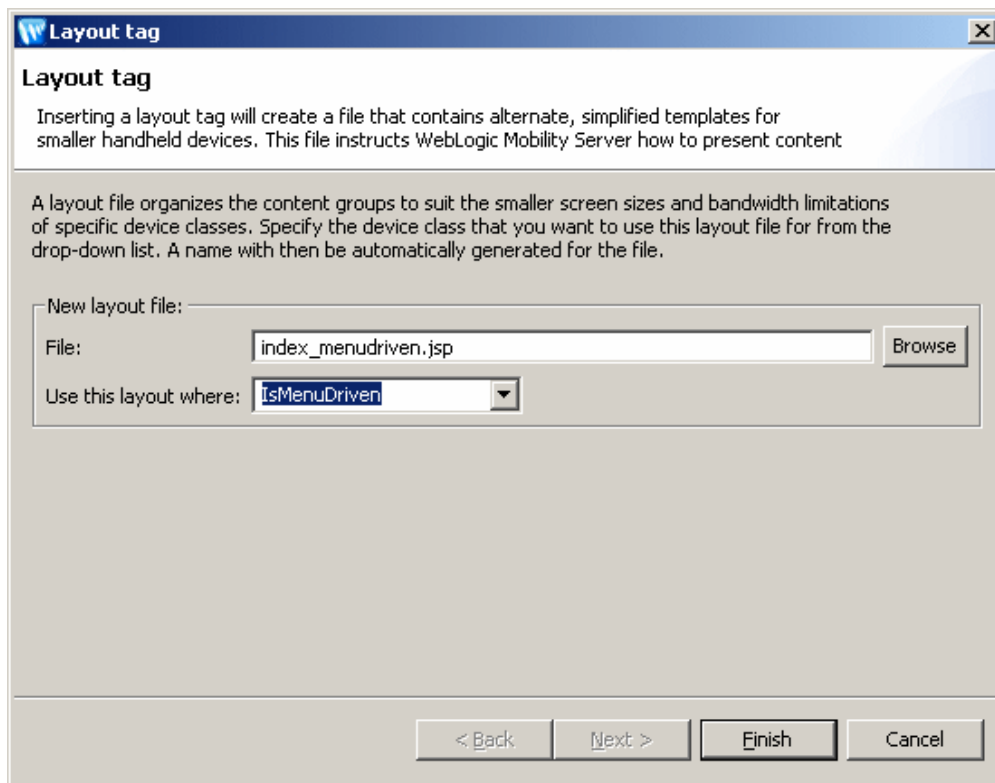 Layout tag
Layout tag
Inserting a layout tag will create a file that contains alternate, simplified templates for
smaller handheld devices. This file instructs WebLogic Mobility Server how to present content
A layout file organizes the content groups to suit the smaller screen sizes and bandwidth limitations
of specific device classes. Specify the device class that you want to use this layout file for from the
drop-down list. A name with then be automatically generated for the file.
New layout file:
File: index_menudriven.jsp Browse
Use this layout where: IsMenuDriven
< Back Next > Finish Cancel